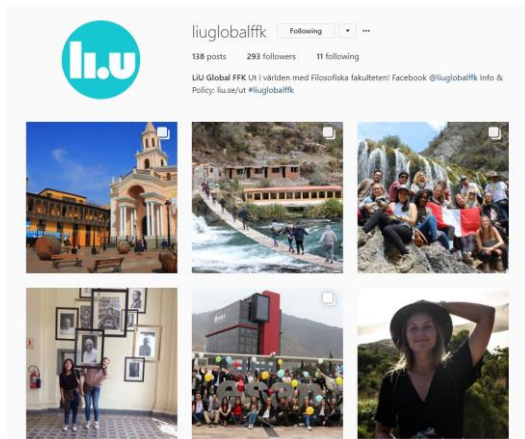 li.u
liuglobalffk Following
138 posts 293 followers 11 following
LiU Global FFK Ut i världen med Filosofiska fakulteten! Facebook @liuglobalffk Info &
Policy: liu.se/ut #liuglobalffk